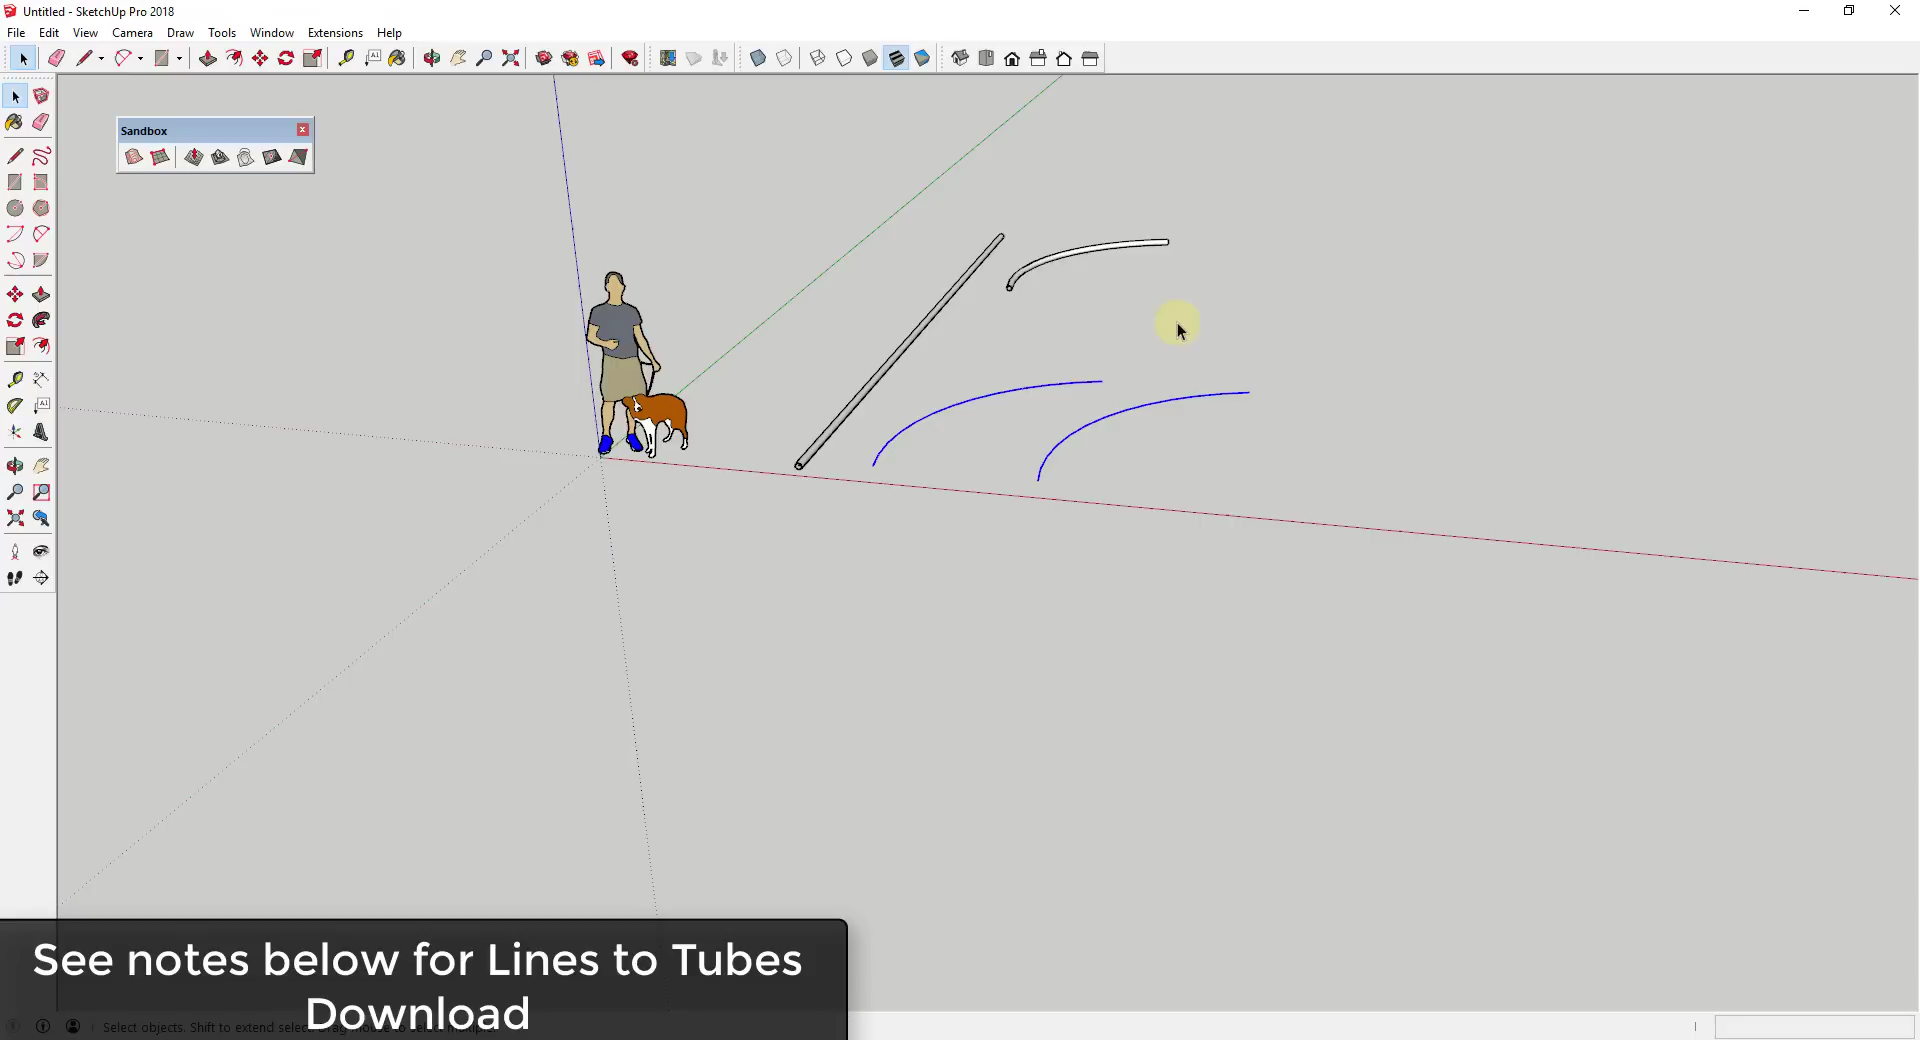 Untitled - SketchUp Pro 2018
File Edit View Camera Draw Tools Window Extensions Help
Sandbox
See notes below for Lines to Tubes
Download
Select objects. Shift to extend select